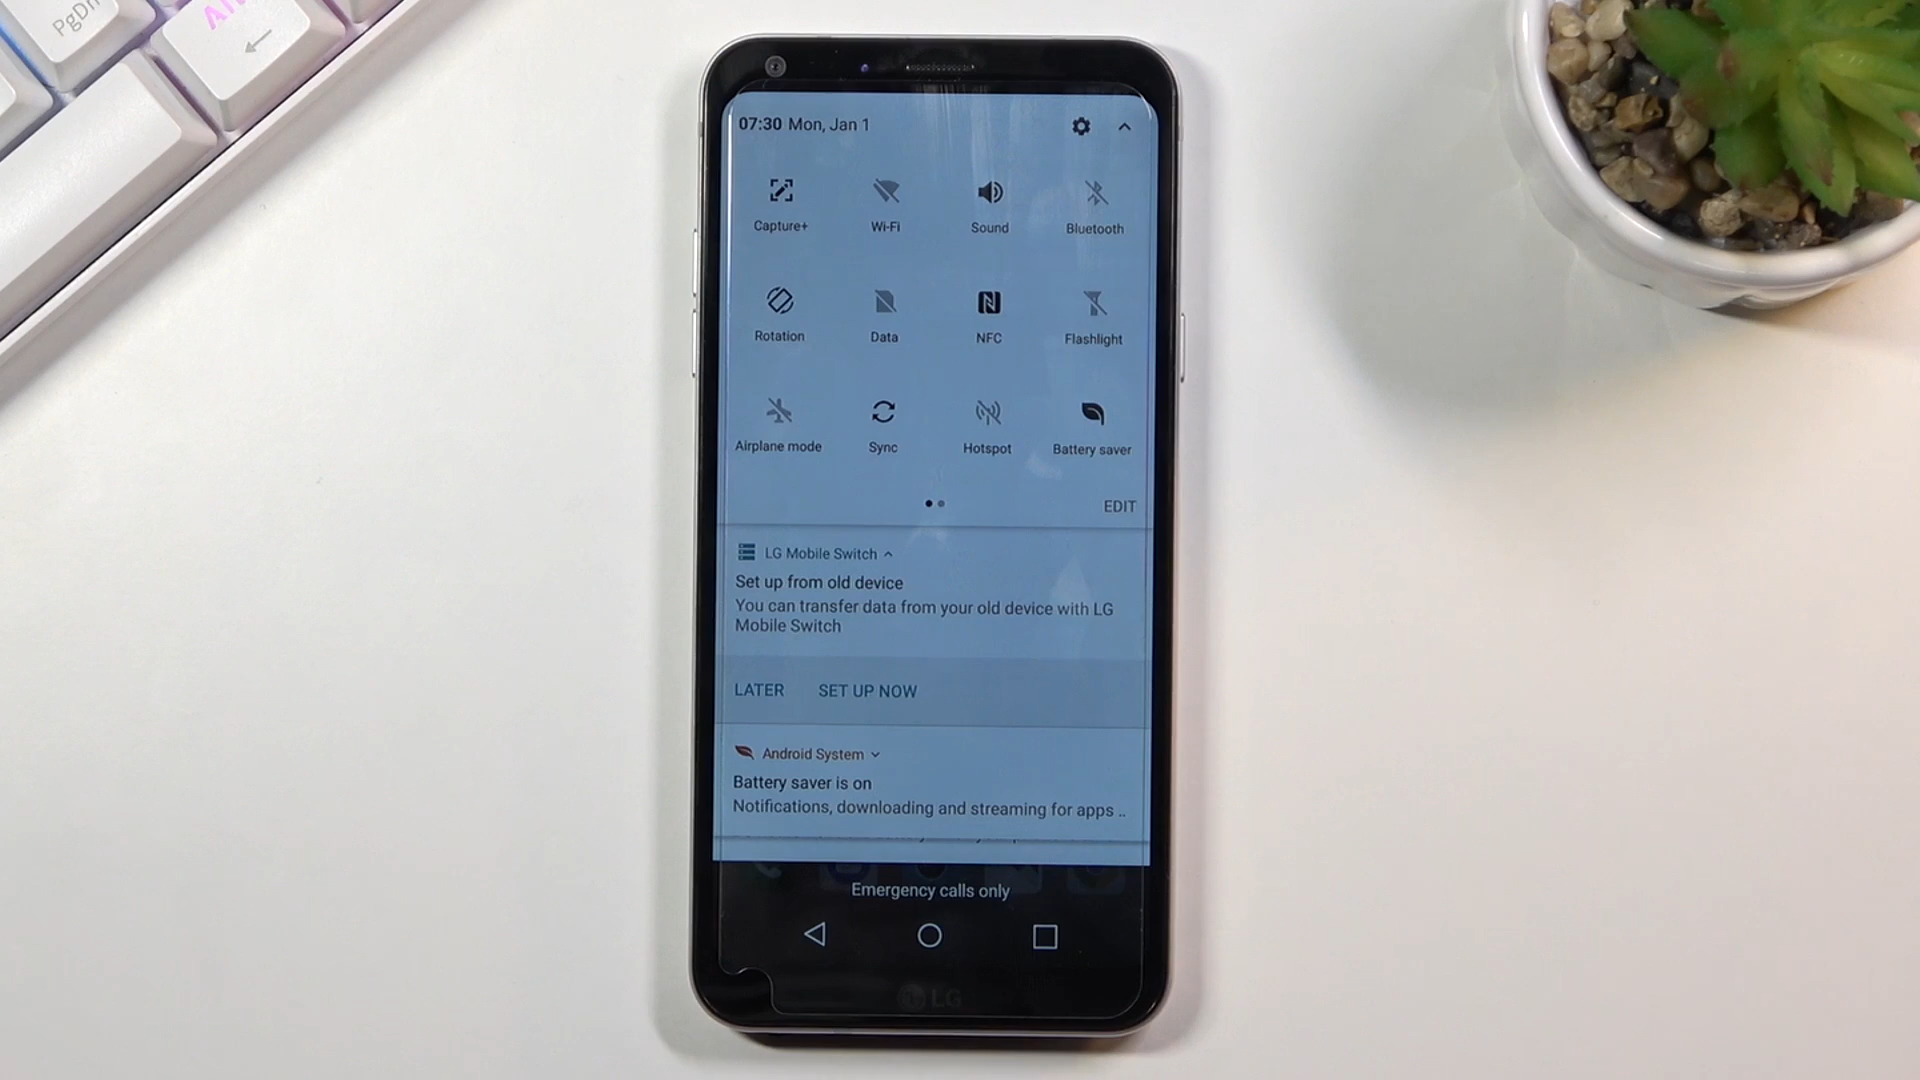 PgDn
Alt
07:30 Mon, Jan 1
Capture+
Wi-Fi
Sound
Bluetooth
Rotation
Data
NFC
Flashlight
Airplane mode
Sync
Hotspot
Battery saver
EDIT
LG Mobile Switch
Set up from old device
You can transfer data from your old device with LG
Mobile Switch
LATER SET UP NOW
Android System
Battery saver is on
Notifications, downloading and streaming for apps ..
Emergency calls only
LG